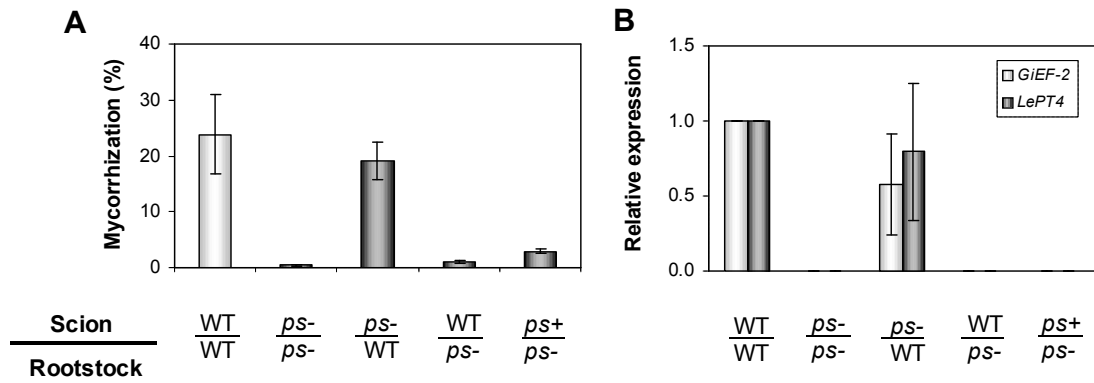 A
Mycorrhization (%)
40
30
20
10
0
B
Relative expression
1.5
1.0
0.5
0.0
GiEF-2
LePT4
Scion
Rootstock
WT
WT
ps-
ps-
ps-
WT
WT
ps-
ps+
ps-
WT
WT
ps-
ps-
ps-
WT
WT
ps-
ps+
ps-